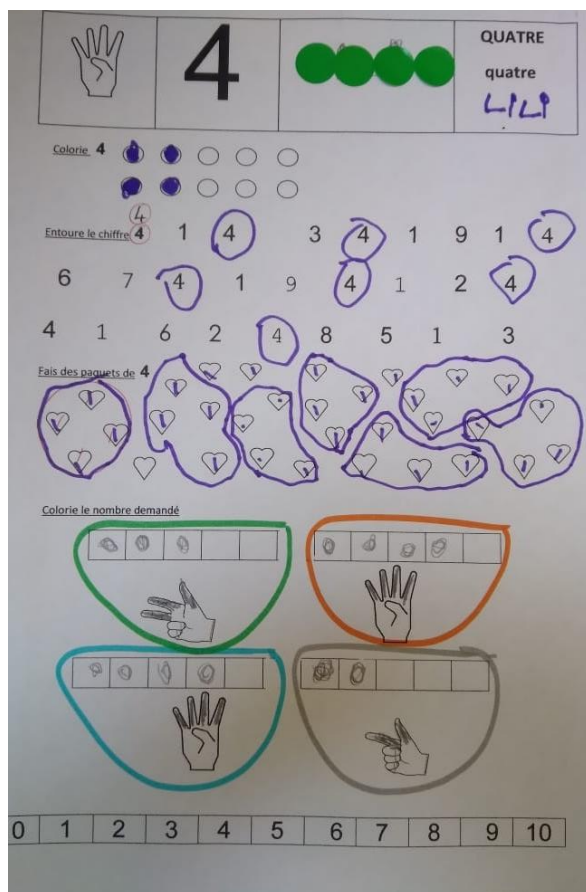 4
QUATRE
quatre
LILI
Colorie 4
4
Entoure le chiffre 4 1 4 3 4 1 9 1 4
6 7 4 1 9 4 1 2 4
4 1 6 2 4 8 5 1 3
Fais des paquets de 4
Colorie le nombre demandé
0 1 2 3 4 5 6 7 8 9 10